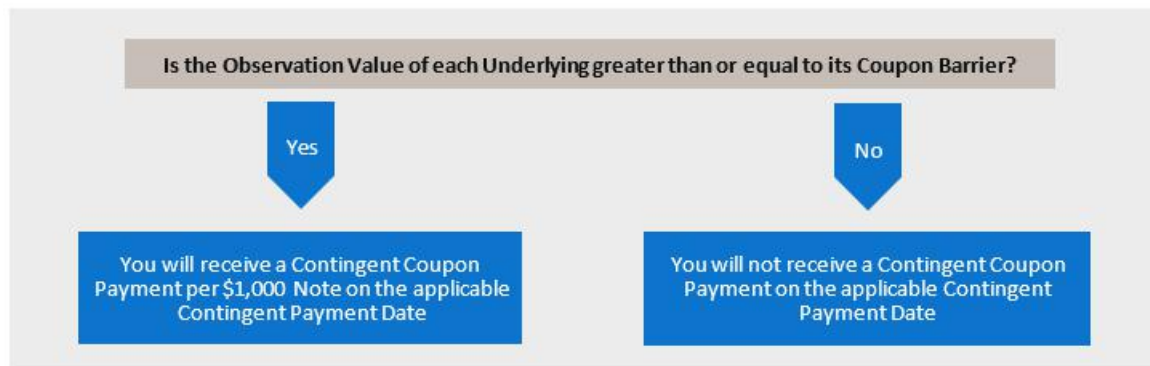 Is the Observation Value of each Underlying greater than or equal to its Coupon Barrier?
Yes
No
You will receive a Contingent Coupon
Payment per $1,000 Note on the applicable
Contingent Payment Date
You will not receive a Contingent Coupon
Payment on the applicable Contingent
Payment Date